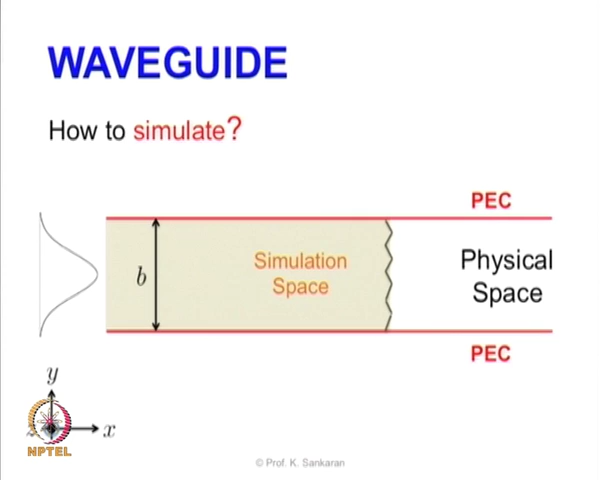 WAVEGUIDE
How to simulate?
PEC
b
Simulation
Space
Physical
Space
PEC
y
x
NPTEL
© Prof. K. Sankaran